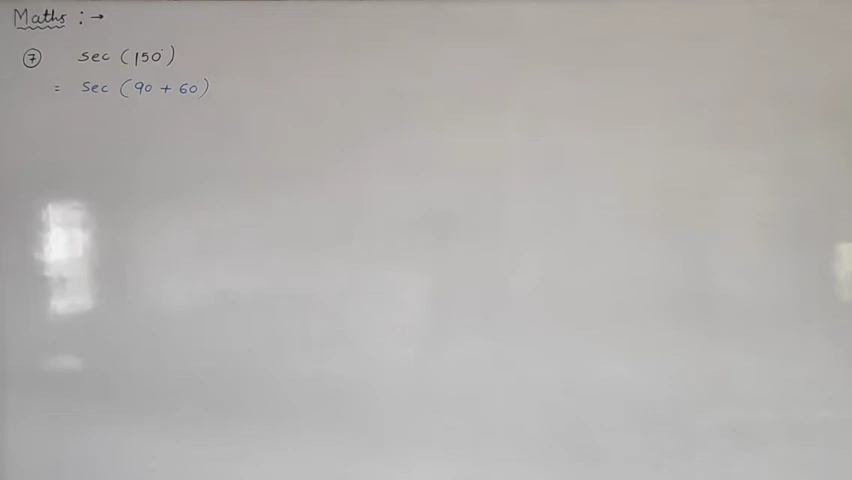 Maths :→
⑦ sec (150°)
= sec (90 + 60)